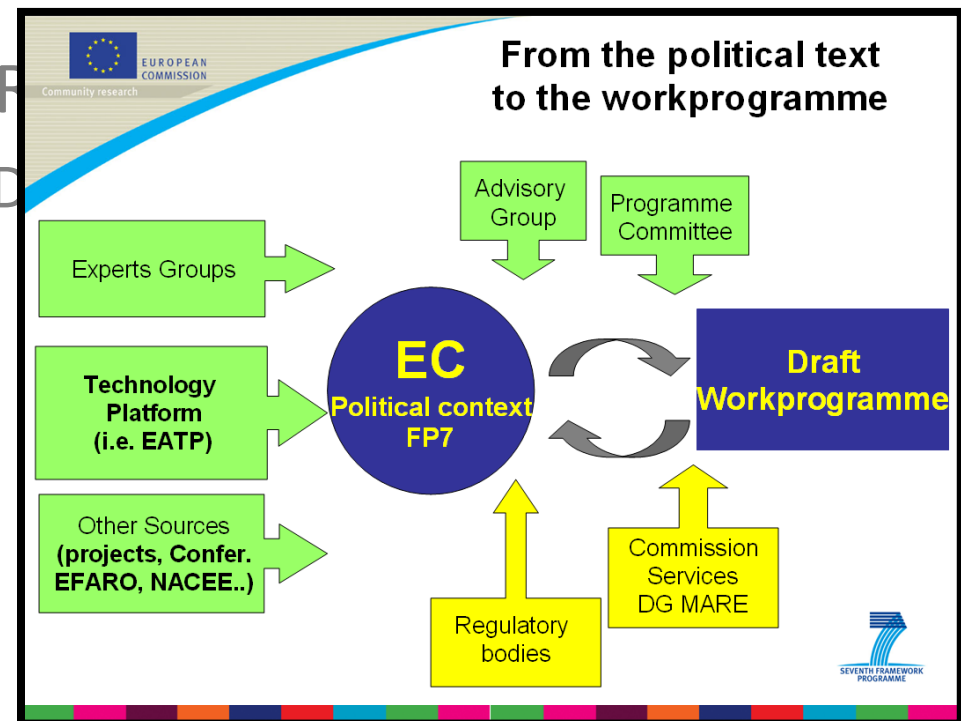 EUROPEAN
COMMISSION
Community research
From the political text
to the workprogramme
R
D
Advisory
Group
Programme
Committee
Experts Groups
Technology
Platform
(i.e. EATP)
Other Sources
(projects, Confer.
EFARO, NACEE..)
EC
Political context
FP7
Draft
Workprogramme
Regulatory
bodies
Commission
Services
DG MARE
7
SEVENTH FRAMEWORK
PROGRAMME